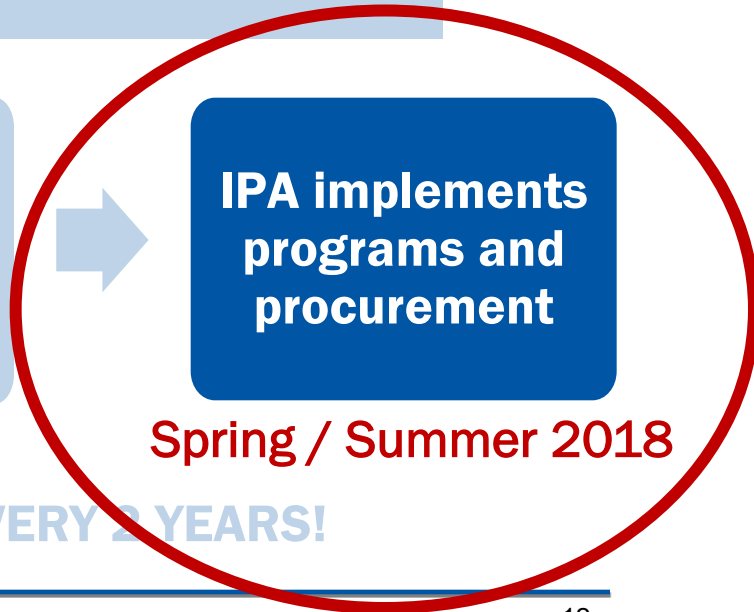 IPA implements
programs and
procurement
Spring / Summer 2018
VERY 2 YEARS!